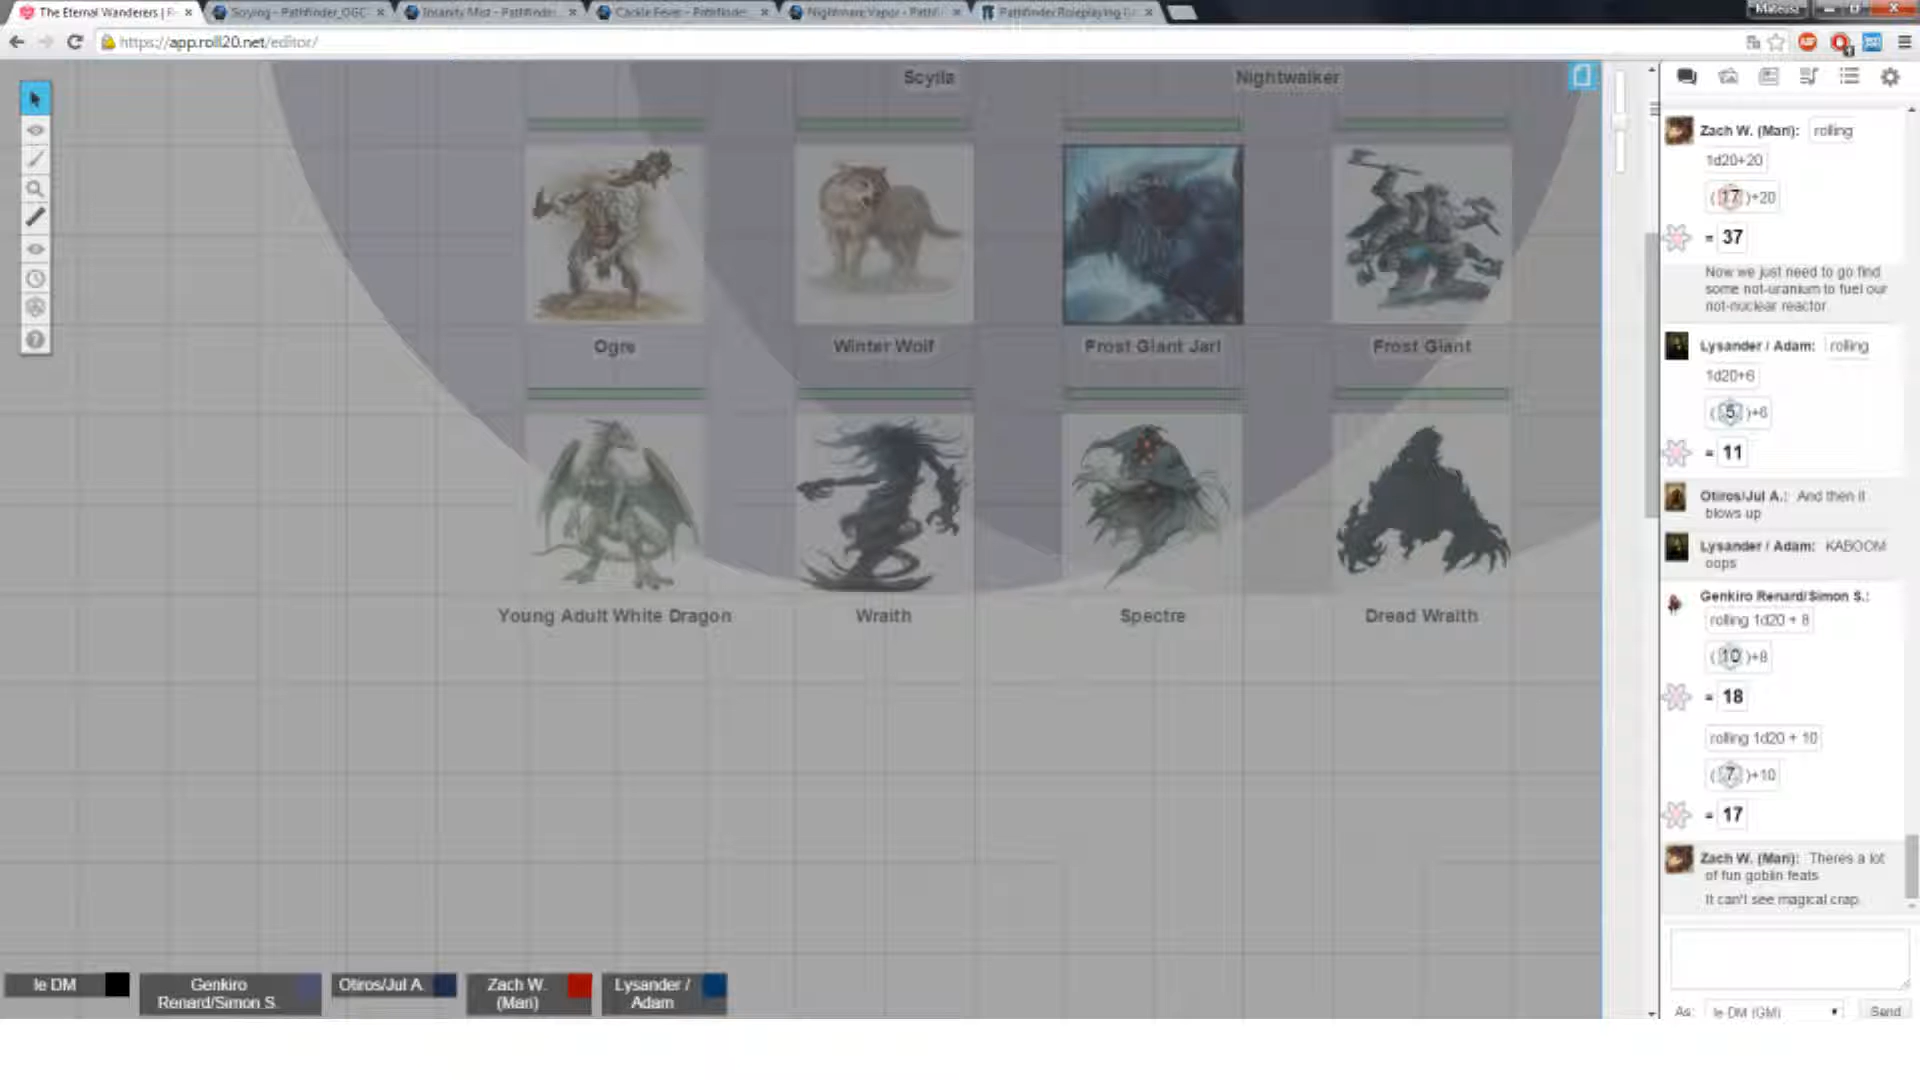 The Eternal Wanderers | R
Scrying - Pathfinder_OGC
Insanity Mist - Pathfinder
Cackle Fever - Pathfinder
Nightmare Vapor - Pathfi
Pathfinder Roleplaying G
Mateusz
https://app.roll20.net/editor/
Scylla
Nightwalker
Ogre
Winter Wolf
Frost Giant Jarl
Frost Giant
Young Adult White Dragon
Wraith
Spectre
Dread Wraith
le DM
Genkiro
Renard/Simon S.
Otiros/Jul A.
Zach W.
(Mari)
Lysander /
Adam
Zach W. (Mari): rolling
1d20+20
(17)+20
= 37
Now we just need to go find
some not-uranium to fuel our
not-nuclear reactor
Lysander / Adam: rolling
1d20+6
(5)+6
= 11
Otiros/Jul A.: And then it
blows up
Lysander / Adam: KABOOM
oops
Genkiro Renard/Simon S.:
rolling 1d20 + 8
(10)+8
= 18
rolling 1d20 + 10
(7)+10
= 17
Zach W. (Mari): Theres a lot
of fun goblin feats
It can't see magical crap.
As: le DM (GM)
Send